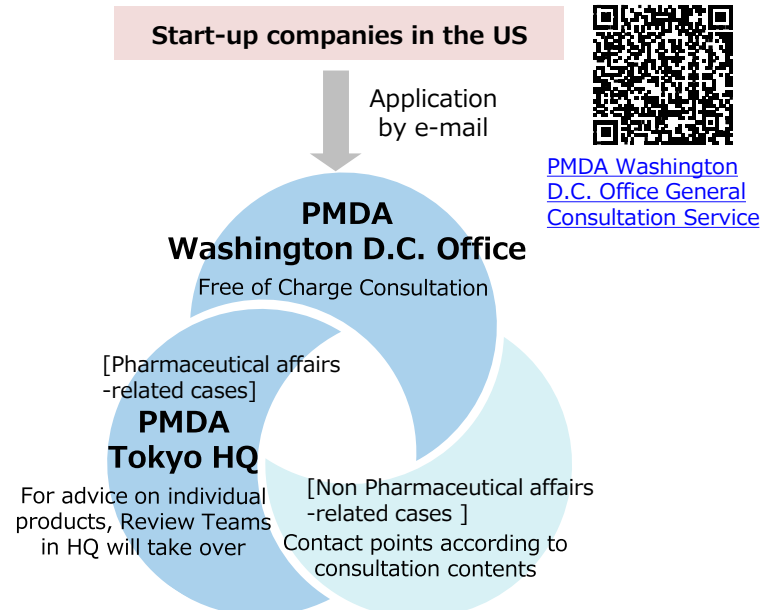 Start-up companies in the US
Application
by e-mail
PMDA Washington
D.C. Office General
Consultation Service
PMDA
Washington D.C. Office
Free of Charge Consultation
[Pharmaceutical affairs
-related cases]
PMDA
Tokyo HQ
For advice on individual
products, Review Teams
in HQ will take over
[Non Pharmaceutical affairs
-related cases ]
Contact points according to
consultation contents